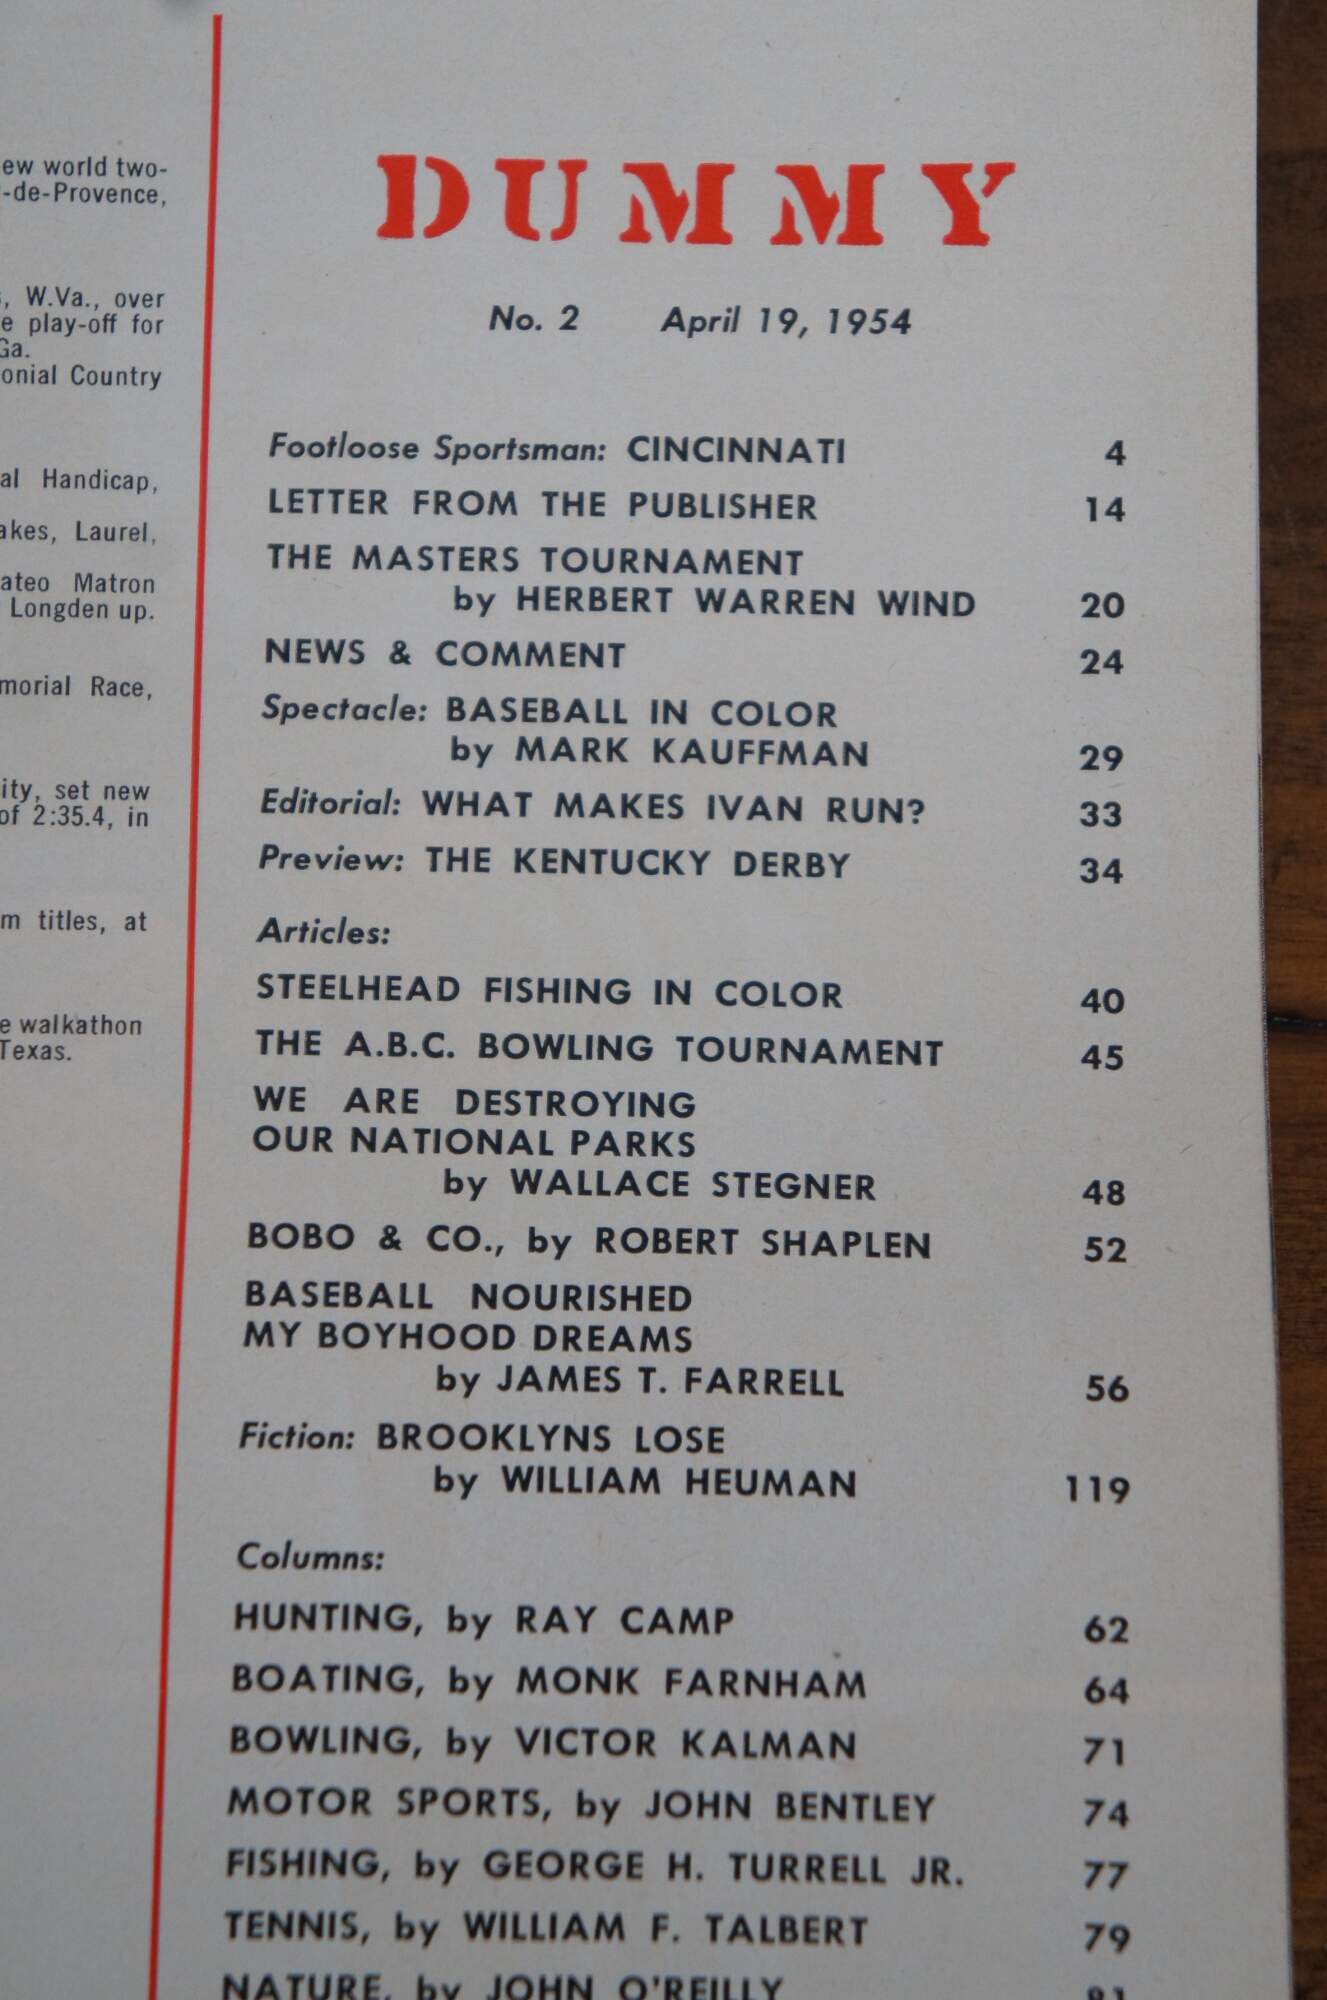 ew world two-
-de-Provence,
, W.Va., over
e play-off for
Ga.
onial Country
al Handicap,
akes, Laurel,
ateo Matron
Longden up.
morial Race,
ity, set new
of 2:35.4, in
m titles, at
e walkathon
Texas.
DUMMY
No. 2 April 19, 1954
Footloose Sportsman: CINCINNATI 4
LETTER FROM THE PUBLISHER 14
THE MASTERS TOURNAMENT
by HERBERT WARREN WIND 20
NEWS & COMMENT 24
Spectacle: BASEBALL IN COLOR
by MARK KAUFFMAN 29
Editorial: WHAT MAKES IVAN RUN? 33
Preview: THE KENTUCKY DERBY 34
Articles:
STEELHEAD FISHING IN COLOR 40
THE A.B.C. BOWLING TOURNAMENT 45
WE ARE DESTROYING
OUR NATIONAL PARKS
by WALLACE STEGNER 48
BOBO & CO., by ROBERT SHAPLEN 52
BASEBALL NOURISHED
MY BOYHOOD DREAMS
by JAMES T. FARRELL 56
Fiction: BROOKLYNS LOSE
by WILLIAM HEUMAN 119
Columns:
HUNTING, by RAY CAMP 62
BOATING, by MONK FARNHAM 64
BOWLING, by VICTOR KALMAN 71
MOTOR SPORTS, by JOHN BENTLEY 74
FISHING, by GEORGE H. TURRELL JR. 77
TENNIS, by WILLIAM F. TALBERT 79
NATURE, by JOHN O'REILLY 81